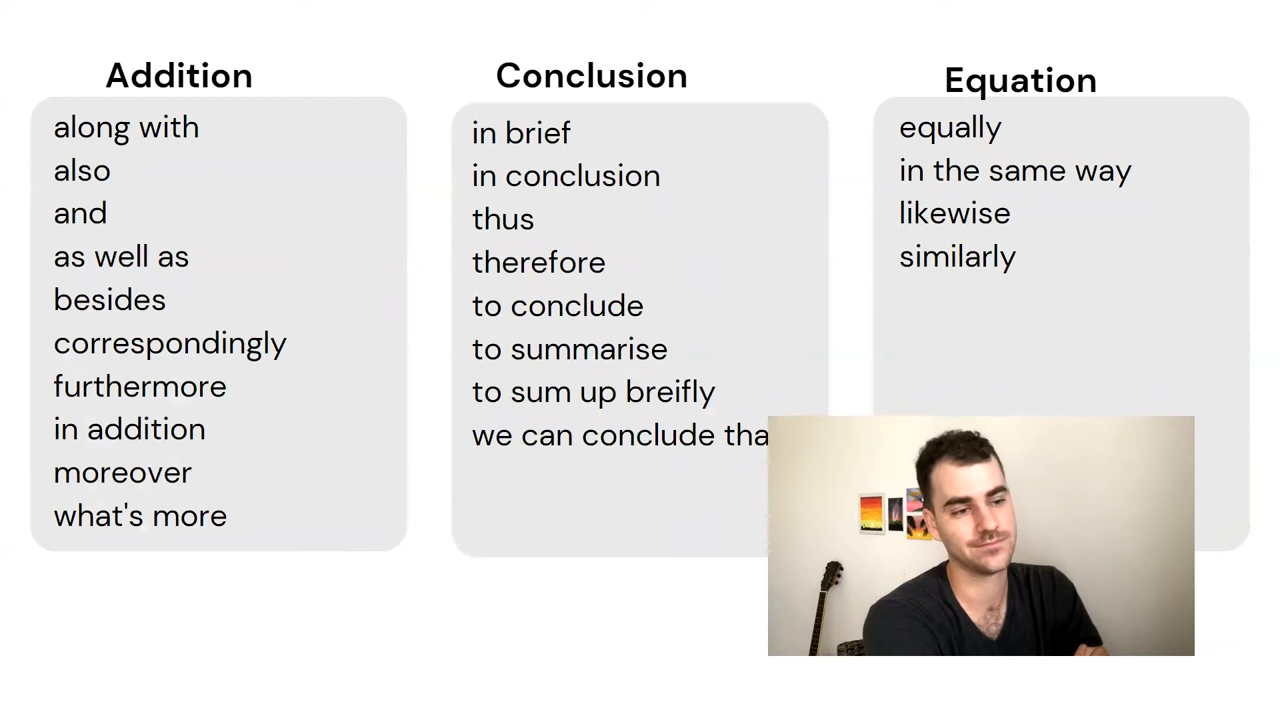 Addition
along with
also
and
as well as
besides
correspondingly
furthermore
in addition
moreover
what's more
Conclusion
in brief
in conclusion
thus
therefore
to conclude
to summarise
to sum up breifly
we can conclude tha
Equation
equally
in the same way
likewise
similarly